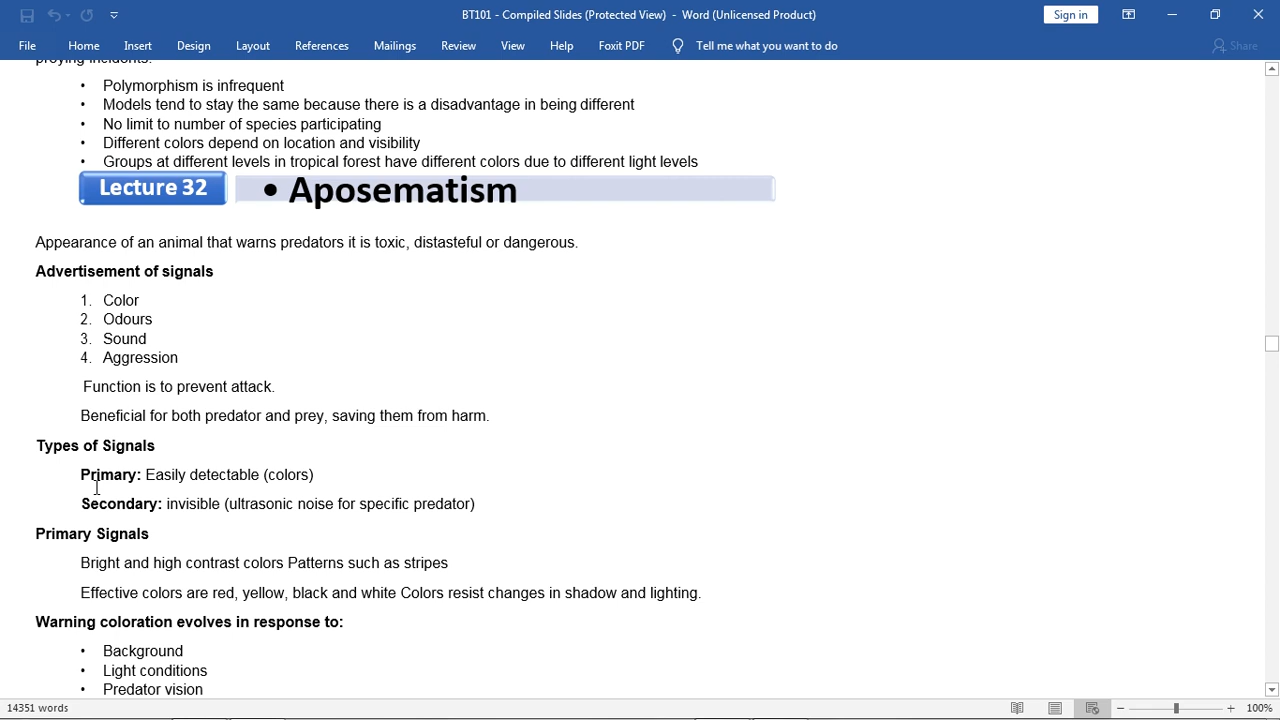 BT101 - Compiled Slides (Protected View) - Word (Unlicensed Product)
Sign in
File Home Insert Design Layout References Mailings Review View Help Foxit PDF Tell me what you want to do Share
proying incidents.
• Polymorphism is infrequent
• Models tend to stay the same because there is a disadvantage in being different
• No limit to number of species participating
• Different colors depend on location and visibility
• Groups at different levels in tropical forest have different colors due to different light levels
Lecture 32 • Aposematism
Appearance of an animal that warns predators it is toxic, distasteful or dangerous.
Advertisement of signals
1. Color
2. Odours
3. Sound
4. Aggression
Function is to prevent attack.
Beneficial for both predator and prey, saving them from harm.
Types of Signals
Primary: Easily detectable (colors)
Secondary: invisible (ultrasonic noise for specific predator)
Primary Signals
Bright and high contrast colors Patterns such as stripes
Effective colors are red, yellow, black and white Colors resist changes in shadow and lighting.
Warning coloration evolves in response to:
• Background
• Light conditions
• Predator vision
14351 words
100%